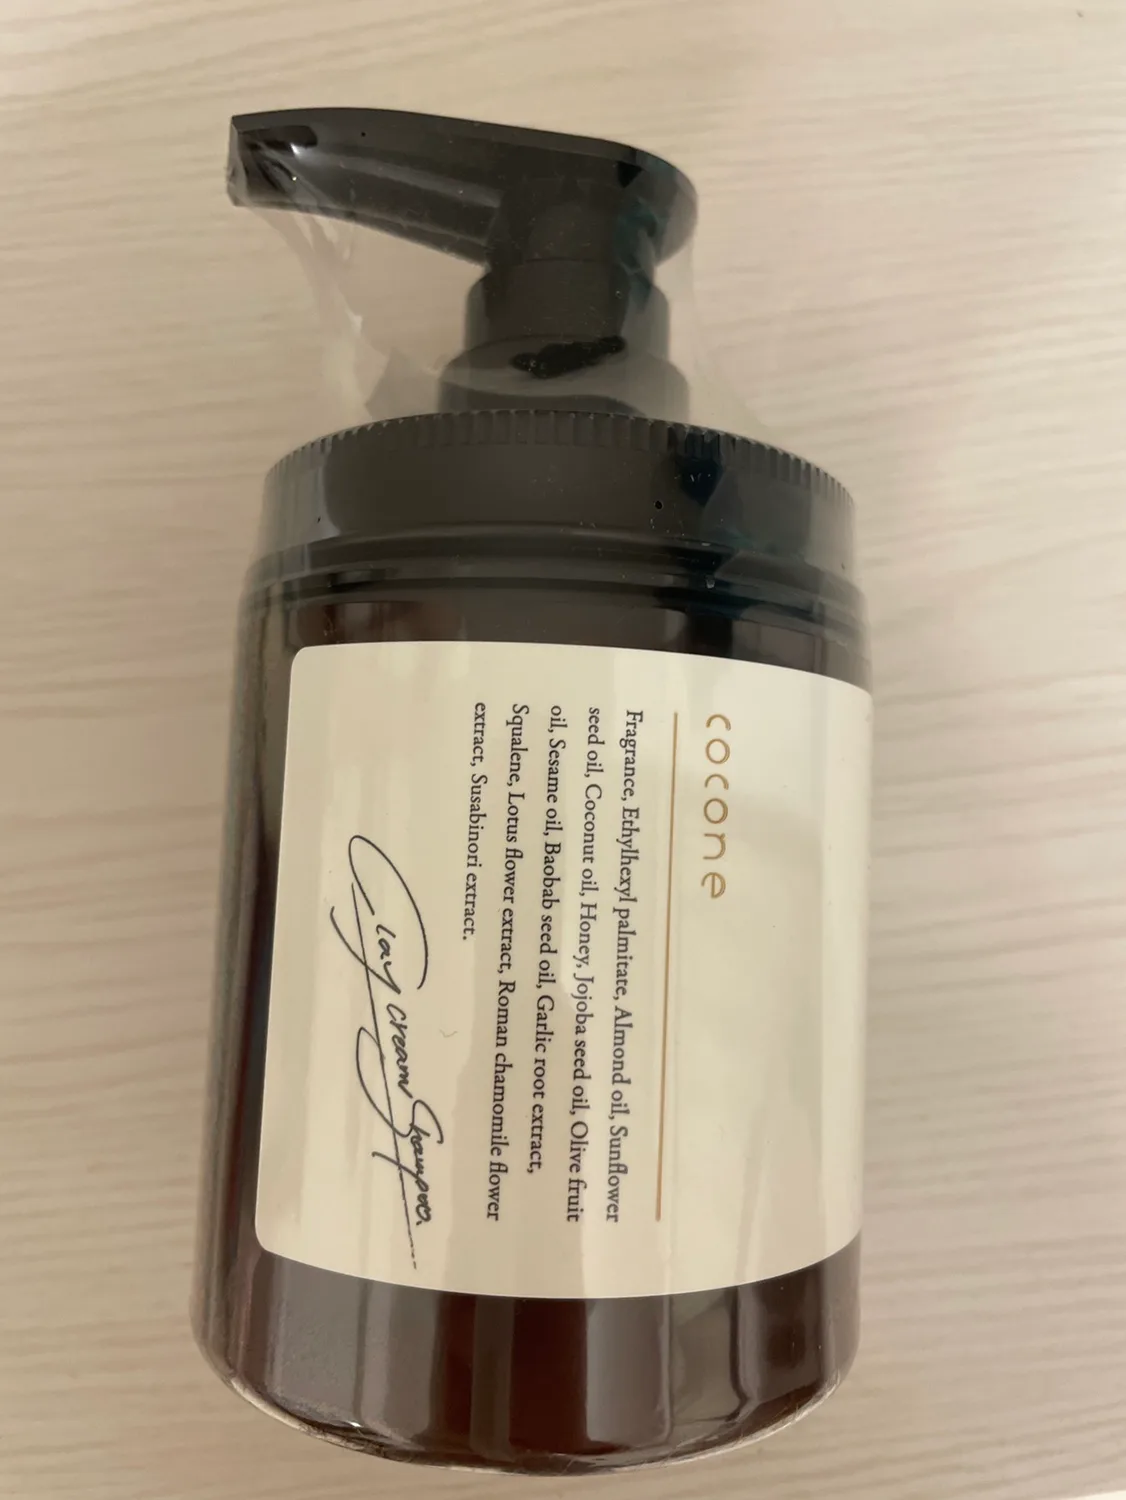 cocone
Fragrance, Ethylhexyl palmitate, Almond oil, Sunflower
seed oil, Coconut oil, Honey, Jojoba seed oil, Olive fruit
oil, Sesame oil, Baobab seed oil, Garlic root extract,
Squalene, Lotus flower extract, Roman chamomile flower
extract, Susabinori extract.
Clay cream Shampoo